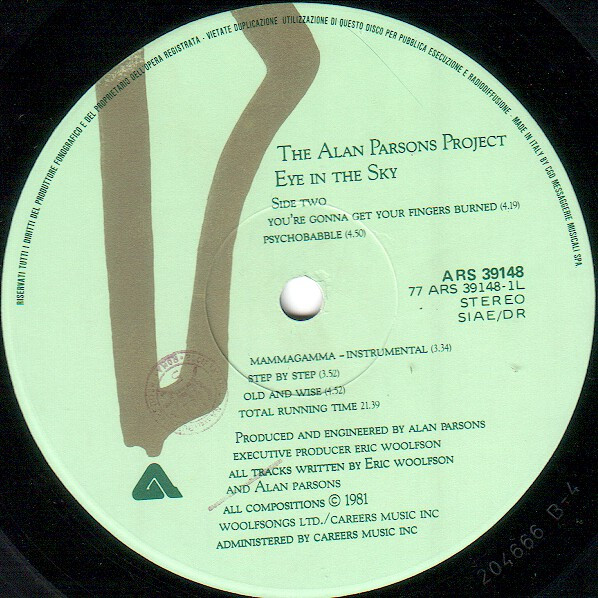 RISERVATI TUTTI I DIRITTI DEL PRODUTTORE FONOGRAFICO E DEL PROPRIETARIO DELL'OPERA REGISTRATA - VIETATE DUPLICAZIONE UTILIZZAZIONE DI QUESTO DISCO PER PUBBLICA ESECUZIONE E RADIODIFFUSIONE - MADE IN ITALY BY CGD MESSAGGERIE MUSICALI SPA
THE ALAN PARSONS PROJECT
EYE IN THE SKY
SIDE TWO
YOU'RE GONNA GET YOUR FINGERS BURNED (4.19)
PSYCHOBABBLE (4.50)
ARS 39148
77 ARS 39148-1L
STEREO
SIAE/DR
MAMMAGAMMA – INSTRUMENTAL (3.34)
STEP BY STEP (3.52)
OLD AND WISE (4.52)
TOTAL RUNNING TIME 21.39
PRODUCED AND ENGINEERED BY ALAN PARSONS
EXECUTIVE PRODUCER ERIC WOOLFSON
ALL TRACKS WRITTEN BY ERIC WOOLFSON
AND ALAN PARSONS
ALL COMPOSITIONS © 1981
WOOLFSONGS LTD./CAREERS MUSIC INC
ADMINISTERED BY CAREERS MUSIC INC
204666 B-4